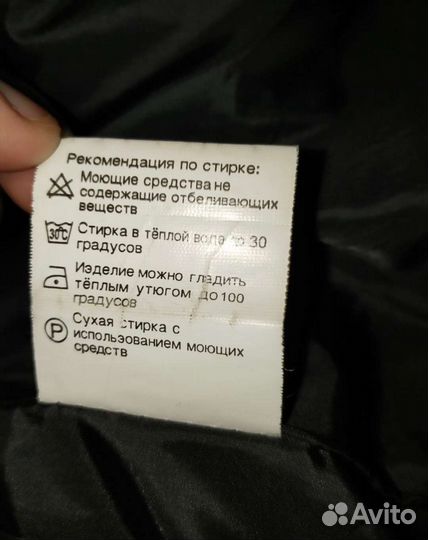 Рекомендация по стирке:
Моющие средства не
содержащие отбеливающих
веществ
30°C Стирка в тёплой воде до 30
градусов
Изделие можно гладить
тёплым утюгом до 100
градусов
P Сухая стирка с
использованием моющих
средств
Avito